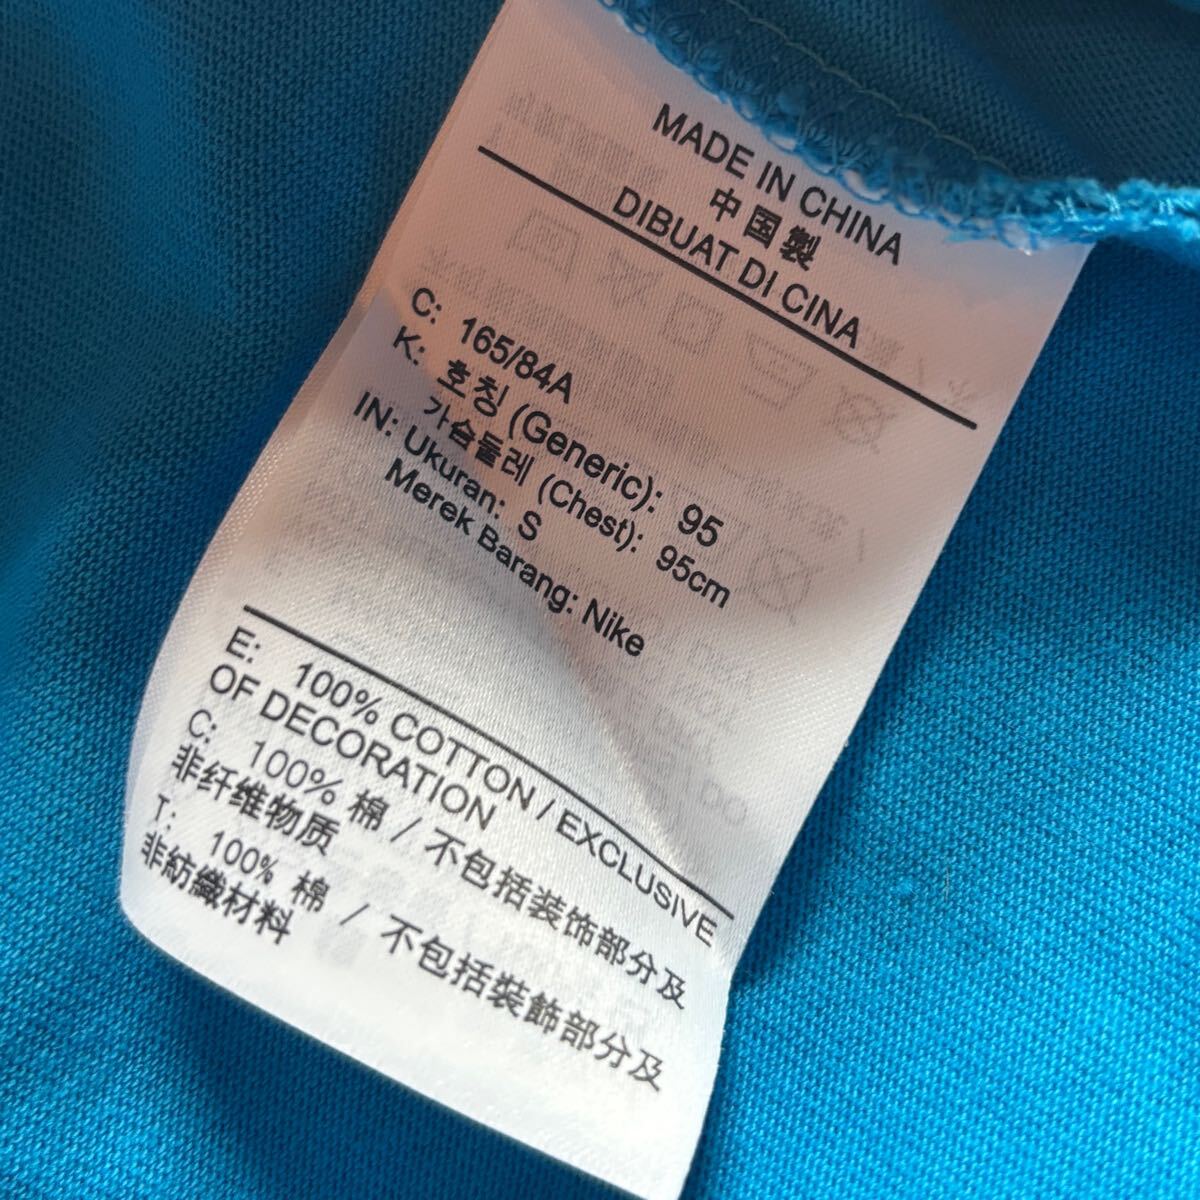 MADE IN CHINA
中国製
DIBUAT DI CINA
C: 165/84A
K: 호칭 (Generic): 95
가슴둘레 (Chest): 95cm
IN: Ukuran: S
Merek Barang: Nike
E: 100% COTTON / EXCLUSIVE
OF DECORATION
C: 100% 棉 / 不包括装饰部分及
非纤维物质
T: 100% 棉 / 不包括裝飾部分及
非紡織材料